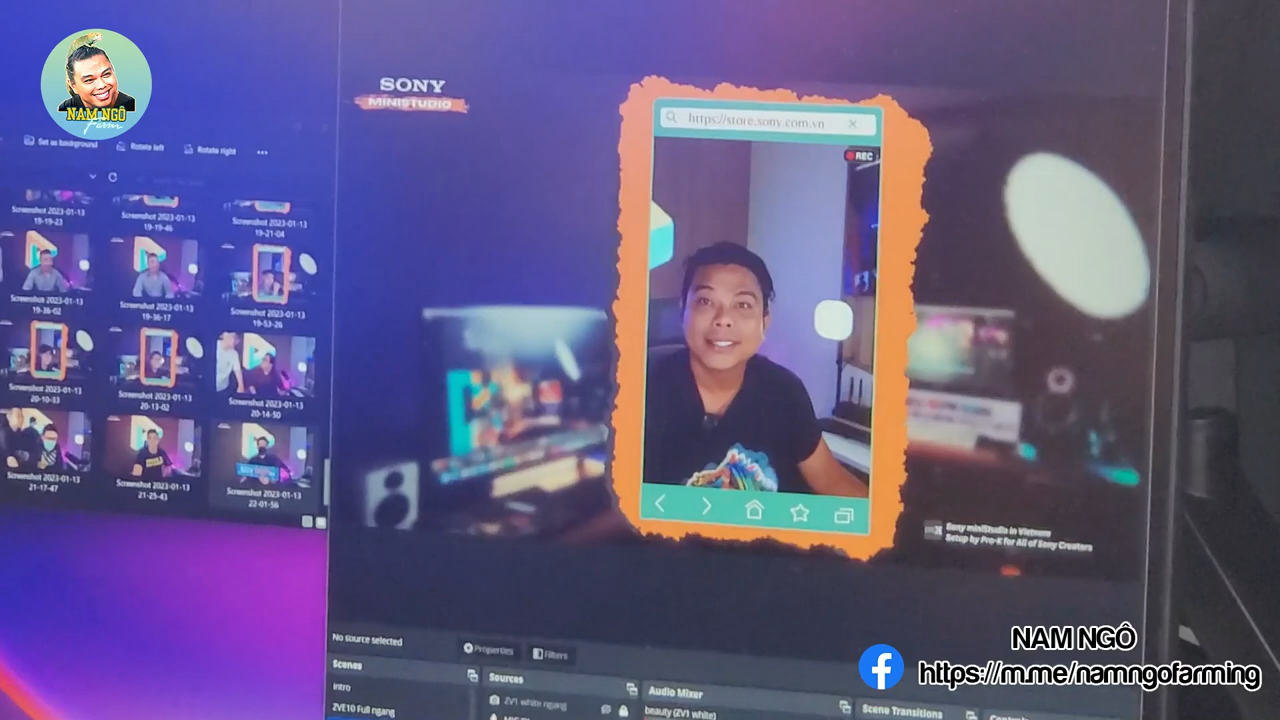 NAM NGÔ
Farm
SONY
MINISTUDIO
https://store.sony.com.vn
REC
Set as background
Rotate left
Rotate right
Screenshot 2023-01-13
19-19-23
Screenshot 2023-01-13
19-19-46
Screenshot 2023-01-13
19-21-04
Screenshot 2023-01-13
19-36-02
Screenshot 2023-01-13
19-36-17
Screenshot 2023-01-13
19-53-26
Screenshot 2023-01-13
20-10-33
Screenshot 2023-01-13
20-13-02
Screenshot 2023-01-13
20-14-50
Screenshot 2023-01-13
21-17-47
Screenshot 2023-01-13
21-25-43
Screenshot 2023-01-13
22-01-56
Sony miniStudio in Vietnam
Setup by Pro-K for All of Sony Creators
No source selected
Properties
Filters
Scenes
Intro
ZVE10 Full ngang
Sources
ZV1 white ngang
Audio Mixer
beauty (ZV1 white)
Scene Transitions
NAM NGÔ
https://m.me/namngofarming